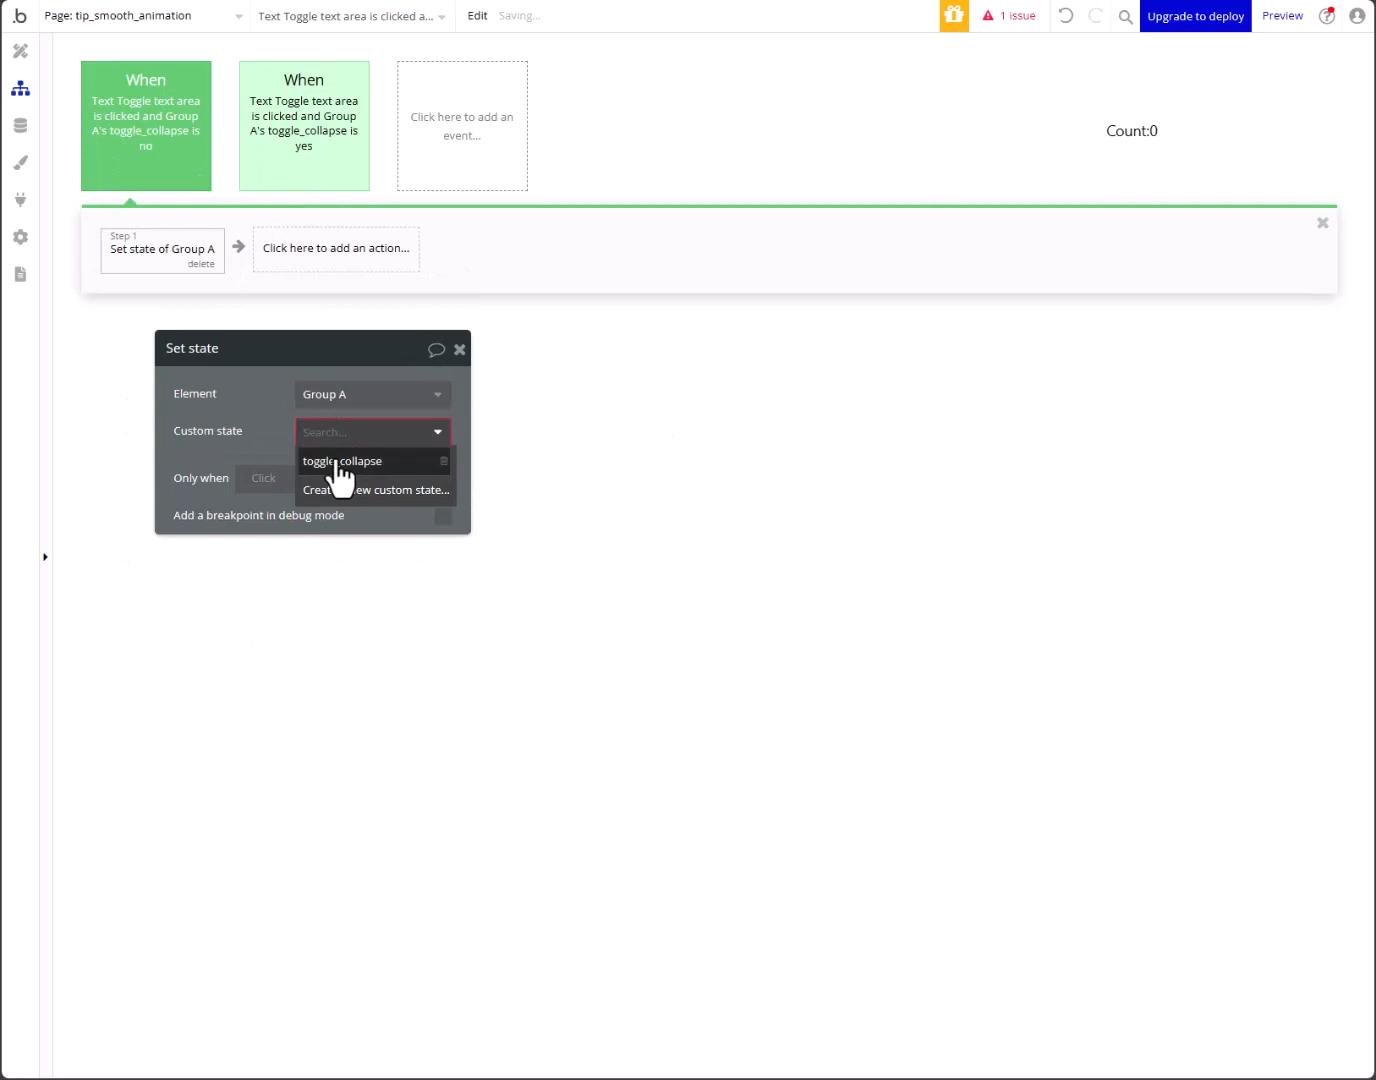 .b
Page: tip_smooth_animation
Text Toggle text area is clicked a...
Edit
Saving...
1 issue
Upgrade to deploy
Preview
When
Text Toggle text area
is clicked and Group
A's toggle_collapse is
no
When
Text Toggle text area
is clicked and Group
A's toggle_collapse is
yes
Click here to add an
event...
Count:0
Step 1
Set state of Group A
delete
Click here to add an action...
Set state
Element
Group A
Custom state
Search...
toggle_collapse
Only when
Click
new custom state...
Add a breakpoint in debug mode